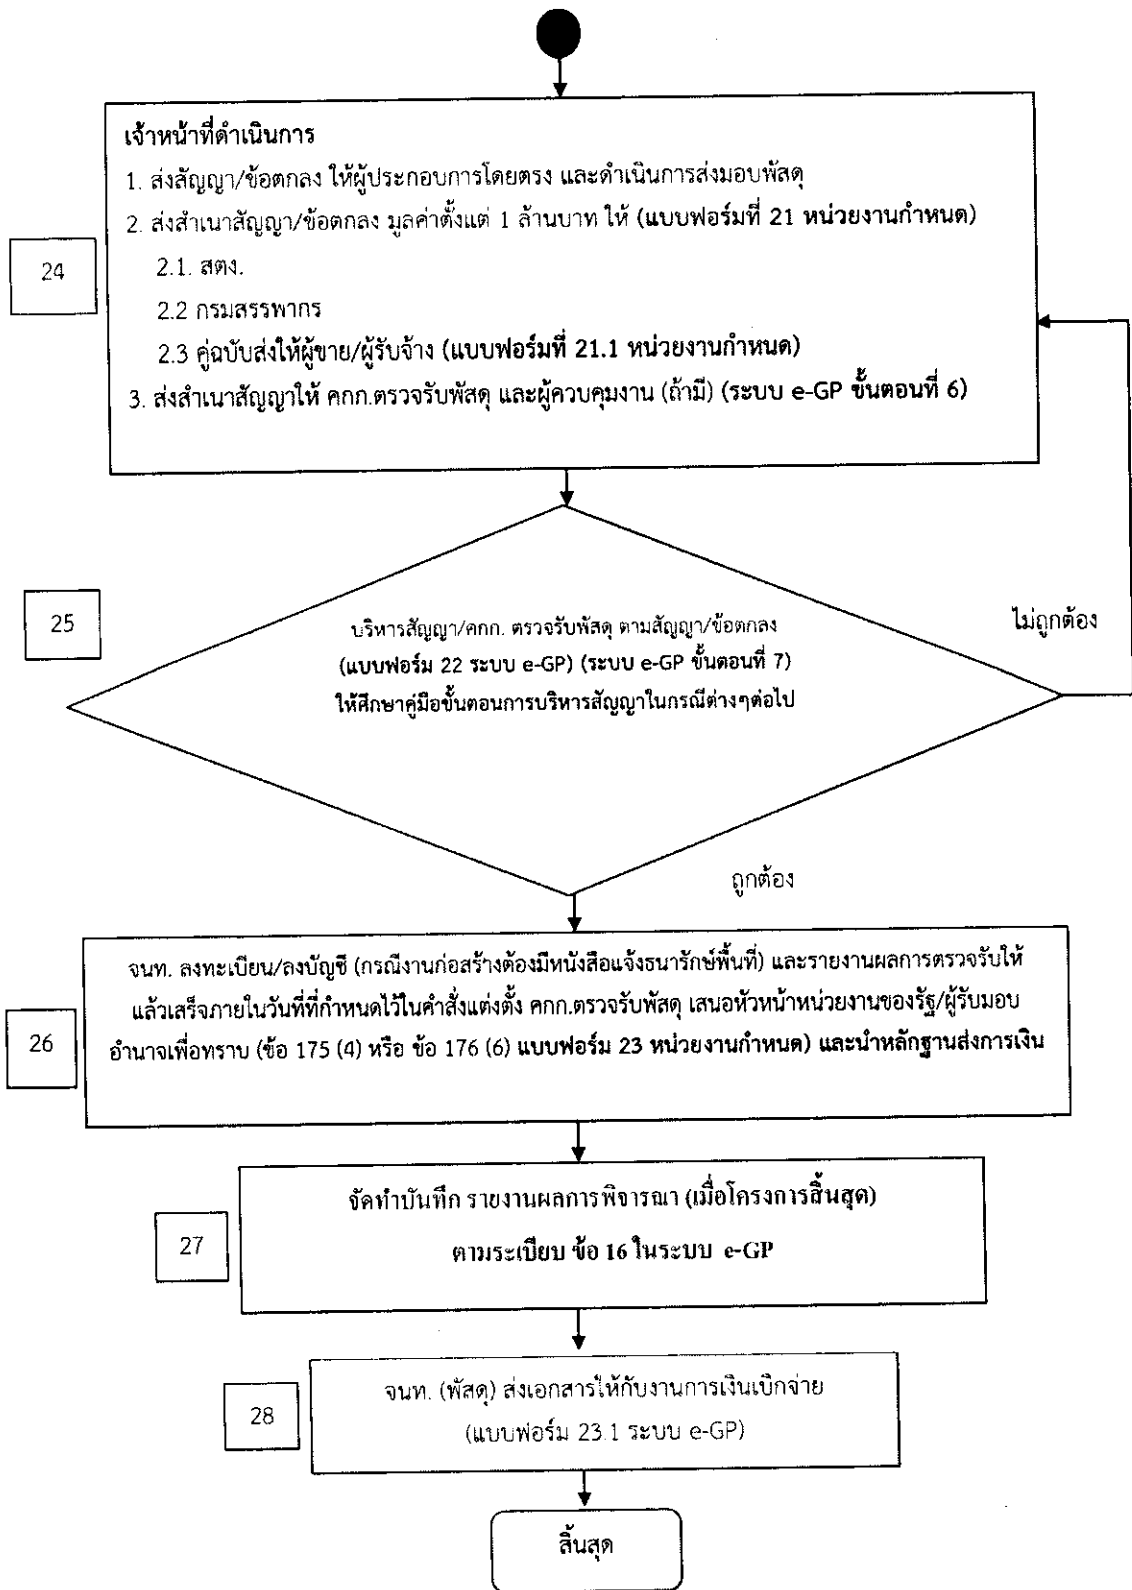 เจ้าหน้าที่ดำเนินการ
1. ส่งสัญญา/ข้อตกลง ให้ผู้ประกอบการโดยตรง และดำเนินการส่งมอบพัสดุ
2. ส่งสำเนาสัญญา/ข้อตกลง มูลค่าตั้งแต่ 1 ล้านบาท ให้ (แบบฟอร์มที่ 21 หน่วยงานกำหนด)
24
2.1. สตง.
2.2 กรมสรรพากร
2.3 คู่ฉบับส่งให้ผู้ขาย/ผู้รับจ้าง (แบบฟอร์มที่ 21.1 หน่วยงานกำหนด)
3. ส่งสำเนาสัญญาให้ คกก.ตรวจรับพัสดุ และผู้ควบคุมงาน (ถ้ามี) (ระบบ e-GP ขั้นตอนที่ 6)
25
บริหารสัญญา/คกก. ตรวจรับพัสดุ ตามสัญญา/ข้อตกลง
(แบบฟอร์ม 22 ระบบ e-GP) (ระบบ e-GP ขั้นตอนที่ 7)
ให้ศึกษาคู่มือขั้นตอนการบริหารสัญญาในกรณีต่างๆต่อไป
ไม่ถูกต้อง
ถูกต้อง
26
จนท. ลงทะเบียน/ลงบัญชี (กรณีงานก่อสร้างต้องมีหนังสือแจ้งธนารักษ์พื้นที่) และรายงานผลการตรวจรับให้
แล้วเสร็จภายในวันที่ที่กำหนดไว้ในคำสั่งแต่งตั้ง คกก.ตรวจรับพัสดุ เสนอหัวหน้าหน่วยงานของรัฐ/ผู้รับมอบ
อำนาจเพื่อทราบ (ข้อ 175 (4) หรือ ข้อ 176 (6) แบบฟอร์ม 23 หน่วยงานกำหนด) และนำหลักฐานส่งการเงิน
27
จัดทำบันทึก รายงานผลการพิจารณา (เมื่อโครงการสิ้นสุด)
ตามระเบียบ ข้อ 16 ในระบบ e-GP
28
จนท. (พัสดุ) ส่งเอกสารให้กับงานการเงินเบิกจ่าย
(แบบฟอร์ม 23.1 ระบบ e-GP)
สิ้นสุด